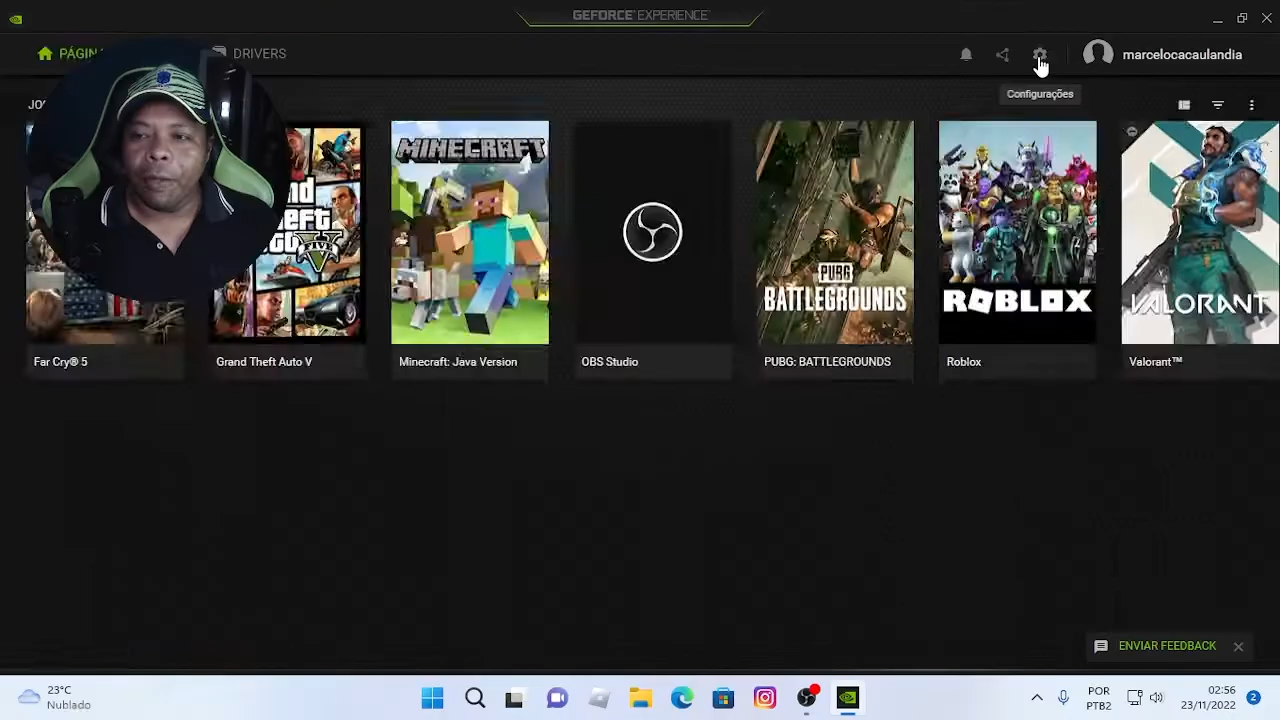 GEFORCE EXPERIENCE
DRIVERS
marcelocacaulandia
Configurações
MINECRAFT
PUBG
BATTLEGROUNDS
ROBLOX
VALORANT
Far Cry® 5
Grand Theft Auto V
Minecraft: Java Version
OBS Studio
PUBG: BATTLEGROUNDS
Roblox
Valorant™
ENVIAR FEEDBACK
23°C
Nublado
POR
PTB2
02:56
23/11/2022
2